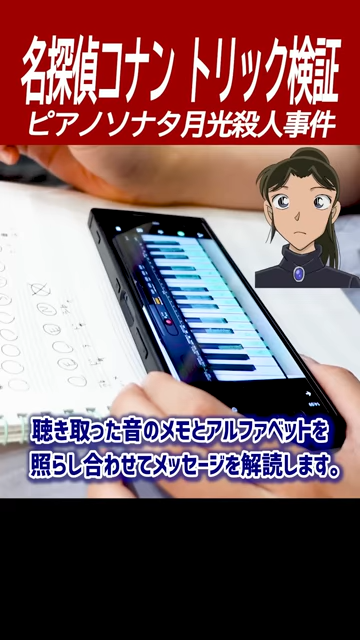 名探偵コナン トリック検証
ピアノソナタ月光殺人事件
聴き取った音のメモとアルファベットを
照らし合わせてメッセージを解読します。